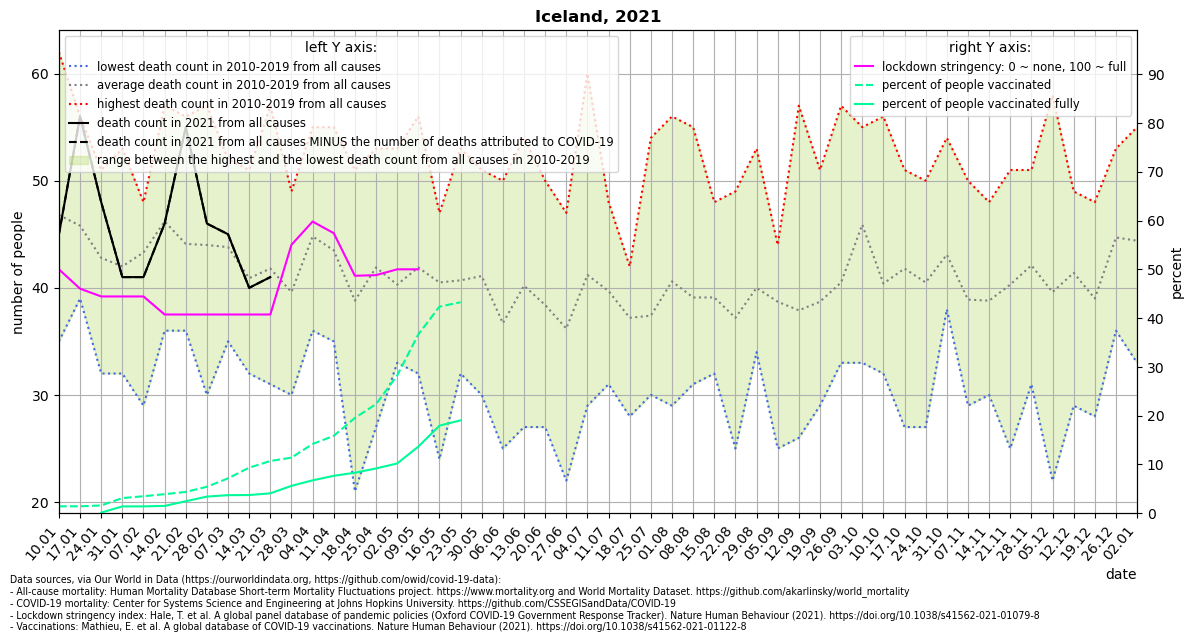 Iceland, 2021
left Y axis:
lowest death count in 2010-2019 from all causes
average death count in 2010-2019 from all causes
highest death count in 2010-2019 from all causes
death count in 2021 from all causes
death count in 2021 from all causes MINUS the number of deaths attributed to COVID-19
range between the highest and the lowest death count from all causes in 2010-2019
right Y axis:
lockdown stringency: 0 ~ none, 100 ~ full
percent of people vaccinated
percent of people vaccinated fully
number of people
60
50
40
30
20
percent
90
80
70
60
50
40
30
20
10
0
10.01 17.01 24.01 31.01 07.02 14.02 21.02 28.02 07.03 14.03 21.03 28.03 04.04 11.04 18.04 25.04 02.05 09.05 16.05 23.05 30.05 06.06 13.06 20.06 27.06 04.07 11.07 18.07 25.07 01.08 08.08 15.08 22.08 29.08 05.09 12.09 19.09 26.09 03.10 10.10 17.10 24.10 31.10 07.11 14.11 21.11 28.11 05.12 12.12 19.12 26.12 02.01
date
Data sources, via Our World in Data (https://ourworldindata.org, https://github.com/owid/covid-19-data):
- All-cause mortality: Human Mortality Database Short-term Mortality Fluctuations project. https://www.mortality.org and World Mortality Dataset. https://github.com/akarlinsky/world_mortality
- COVID-19 mortality: Center for Systems Science and Engineering at Johns Hopkins University. https://github.com/CSSEGISandData/COVID-19
- Lockdown stringency index: Hale, T. et al. A global panel database of pandemic policies (Oxford COVID-19 Government Response Tracker). Nature Human Behaviour (2021). https://doi.org/10.1038/s41562-021-01079-8
- Vaccinations: Mathieu, E. et al. A global database of COVID-19 vaccinations. Nature Human Behaviour (2021). https://doi.org/10.1038/s41562-021-01122-8